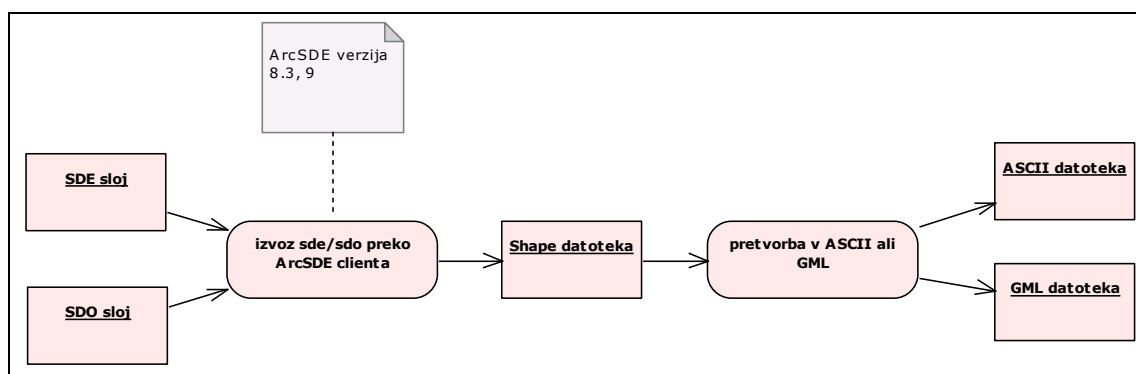 ArcSDE verzija
8.3, 9
SDE sloj
SDO sloj
izvoz sde/sdo preko
ArcSDE clienta
Shape datoteka
pretvorba v ASCII ali
GML
ASCII datoteka
GML datoteka